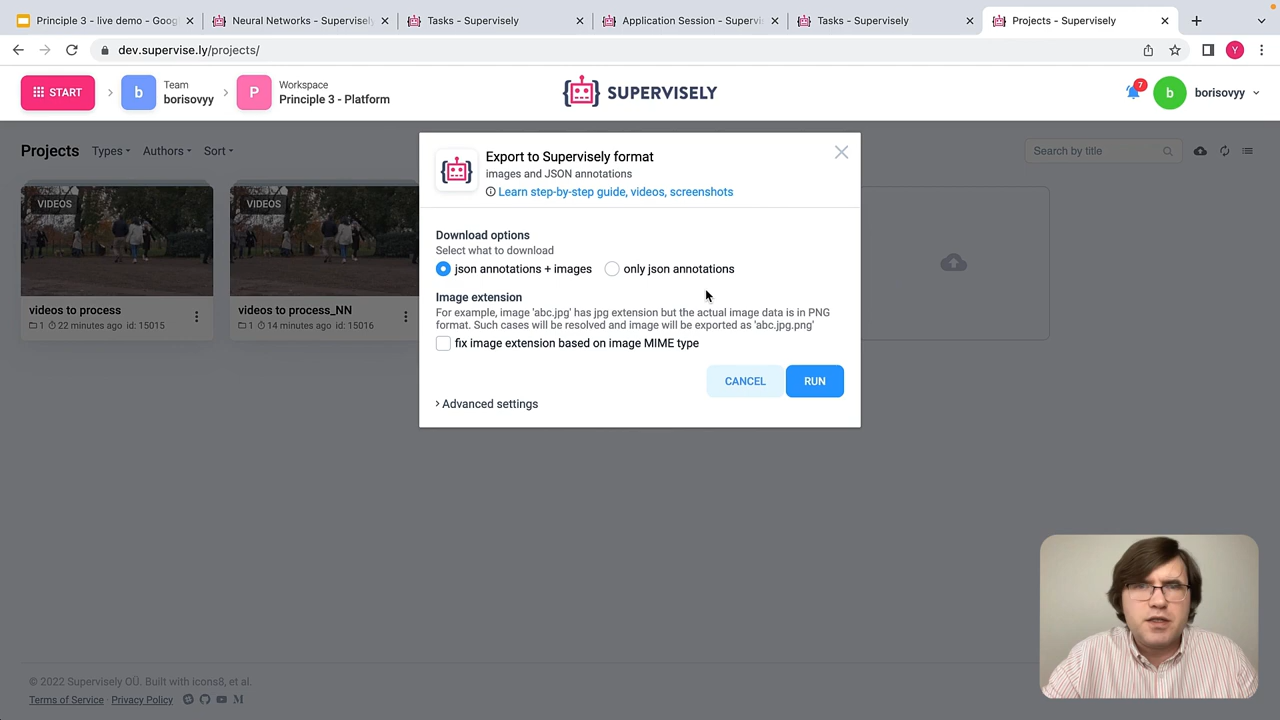 Principle 3 - live demo - Goog
Neural Networks - Supervisely
Tasks - Supervisely
Application Session - Supervi
Tasks - Supervisely
Projects - Supervisely
dev.supervise.ly/projects/
Y
START
b
Team
borisovyy
P
Workspace
Principle 3 - Platform
SUPERVISELY
7
b
borisovyy
Projects
Types
Authors
Sort
Search by title
Export to Supervisely format
images and JSON annotations
Learn step-by-step guide, videos, screenshots
Download options
Select what to download
json annotations + images
only json annotations
Image extension
For example, image 'abc.jpg' has jpg extension but the actual image data is in PNG
format. Such cases will be resolved and image will be exported as 'abc.jpg.png'
fix image extension based on image MIME type
CANCEL
RUN
Advanced settings
VIDEOS
videos to process
1 22 minutes ago id: 15015
VIDEOS
videos to process_NN
1 14 minutes ago id: 15016
© 2022 Supervisely OÜ. Built with icons8, et al.
Terms of Service · Privacy Policy